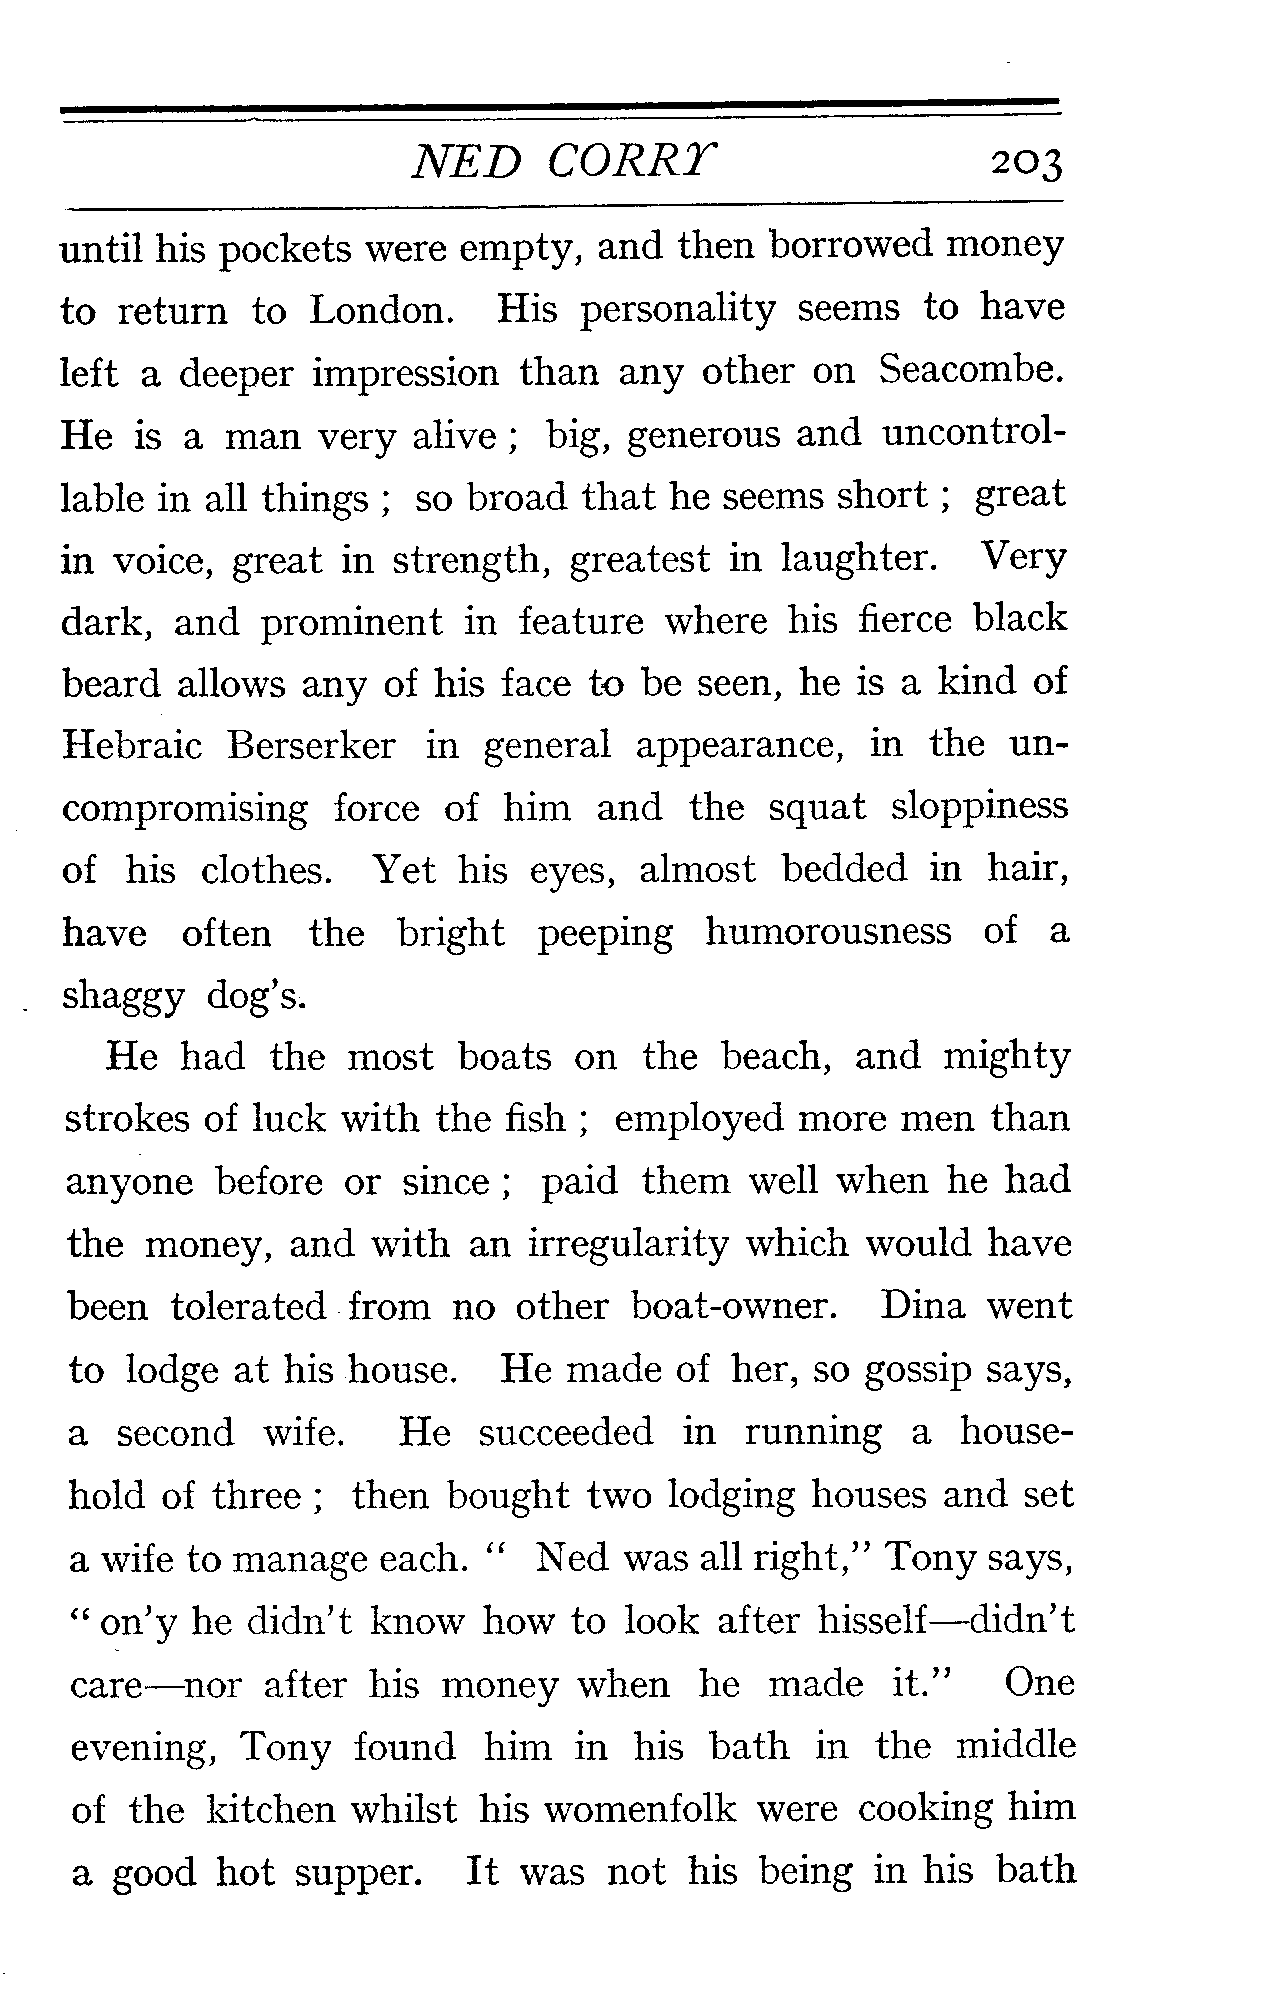 NED CORRY 203
until his pockets were empty, and then borrowed money
to return to London. His personality seems to have
left a deeper impression than any other on Seacombe.
He is a man very alive ; big, generous and uncontrol-
lable in all things ; so broad that he seems short ; great
in voice, great in strength, greatest in laughter. Very
dark, and prominent in feature where his fierce black
beard allows any of his face to be seen, he is a kind of
Hebraic Berserker in general appearance, in the un-
compromising force of him and the squat sloppiness
of his clothes. Yet his eyes, almost bedded in hair,
have often the bright peeping humorousness of a
shaggy dog's.
He had the most boats on the beach, and mighty
strokes of luck with the fish ; employed more men than
anyone before or since ; paid them well when he had
the money, and with an irregularity which would have
been tolerated from no other boat-owner. Dina went
to lodge at his house. He made of her, so gossip says,
a second wife. He succeeded in running a house-
hold of three ; then bought two lodging houses and set
a wife to manage each. “ Ned was all right,” Tony says,
“ on'y he didn't know how to look after hisself—didn't
care—nor after his money when he made it.” One
evening, Tony found him in his bath in the middle
of the kitchen whilst his womenfolk were cooking him
a good hot supper. It was not his being in his bath